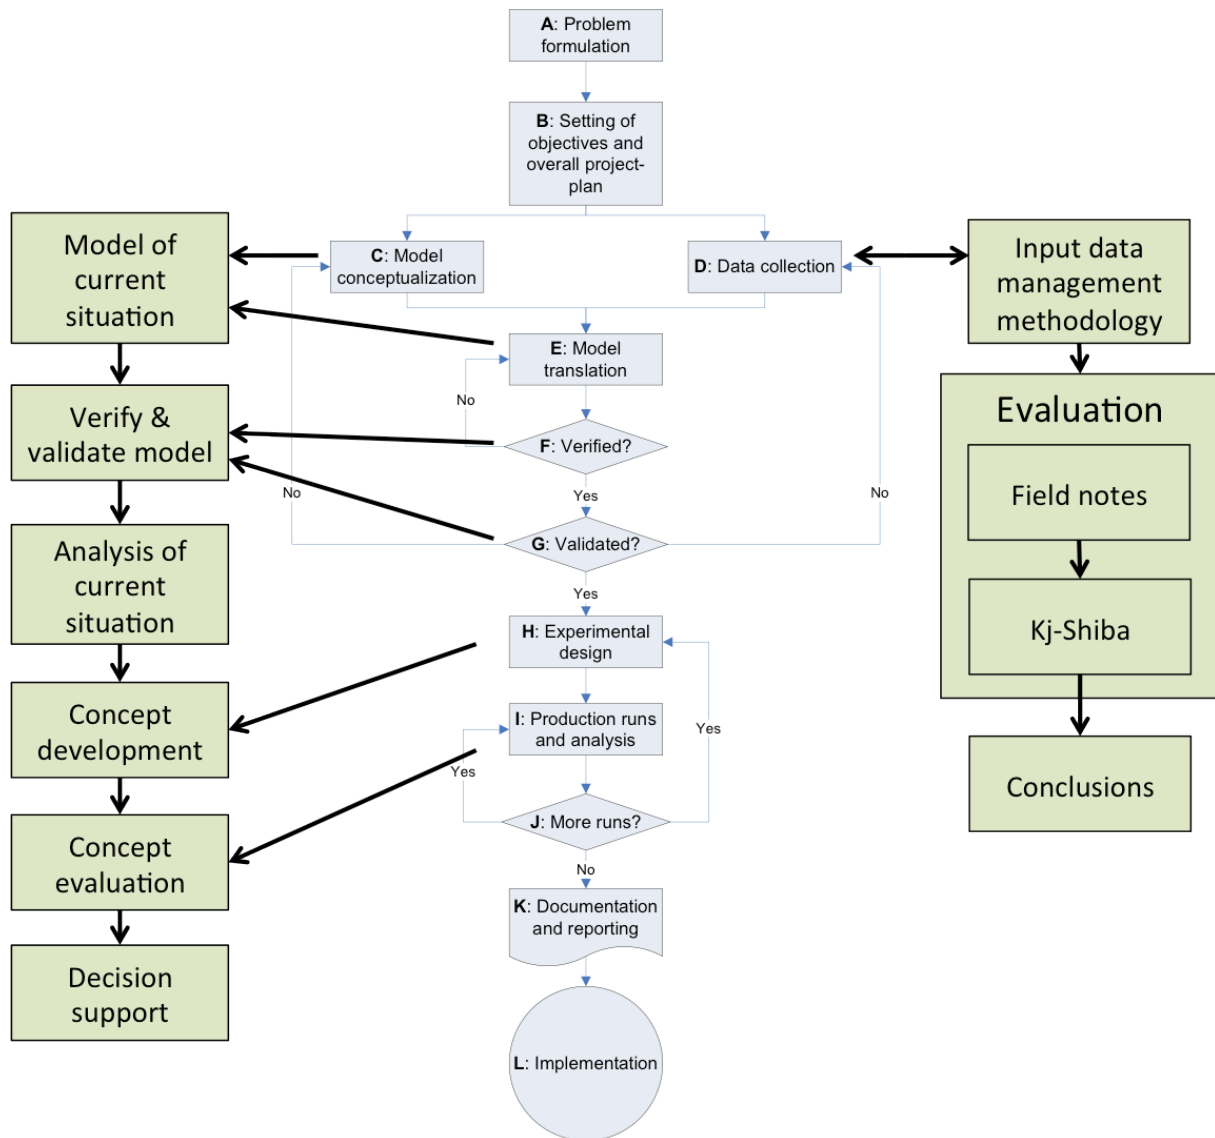 A: Problem
formulation
B: Setting of
objectives and
overall project-
plan
Model of
current
situation
C: Model
conceptualization
D: Data collection
Input data
management
methodology
E: Model
translation
No
Verify &
validate model
F: Verified?
Yes
No
No
G: Validated?
Yes
Evaluation
Field notes
Kj-Shiba
Conclusions
Analysis of
current
situation
H: Experimental
design
Concept
development
I: Production runs
and analysis
Yes
Yes
J: More runs?
No
Concept
evaluation
K: Documentation
and reporting
Decision
support
L: Implementation